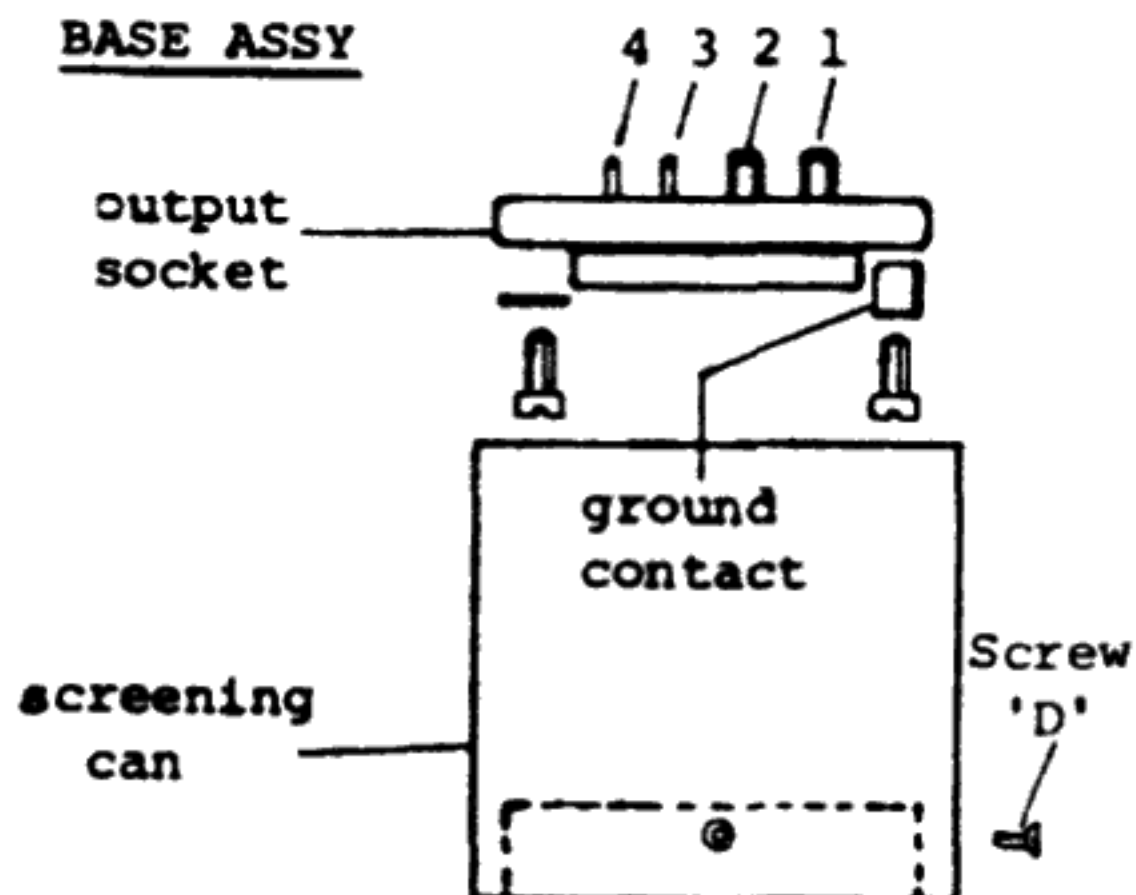 BASE ASSY
4 3 2 1
output
socket
ground
contact
Screw
'D'
screening
can